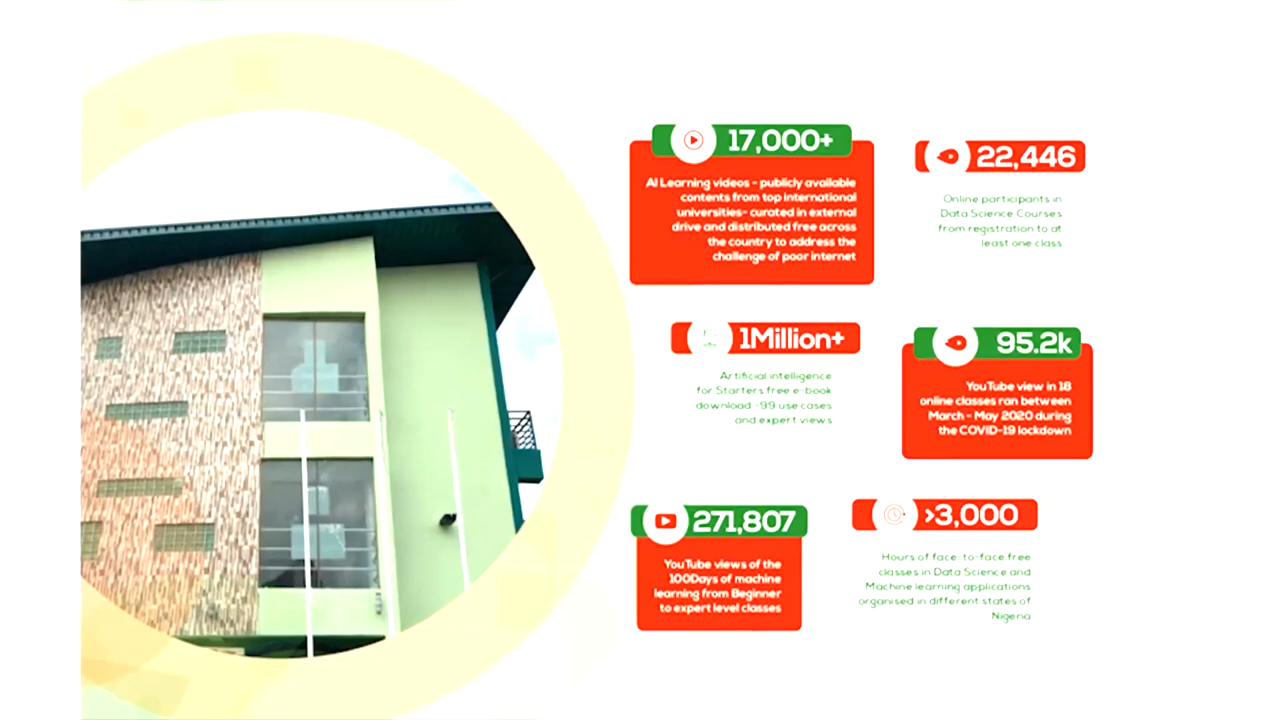 17,000+
AI Learning videos - publicly available
contents from top international
universities- curated in external
drive and distributed free across
the country to address the
challenge of poor internet
22,446
Online participants in
Data Science Courses
from registration to at
least one class
1Million+
Artificial intelligence
for Starters free e-book
download -99 use cases
and expert views
95.2k
YouTube view in 18
online classes ran between
March - May 2020 during
the COVID-19 lockdown
271,807
YouTube views of the
100Days of machine
learning from Beginner
to expert level classes
>3,000
Hours of face-to-face free
classes in Data Science and
Machine learning applications
organised in different states of
Nigeria